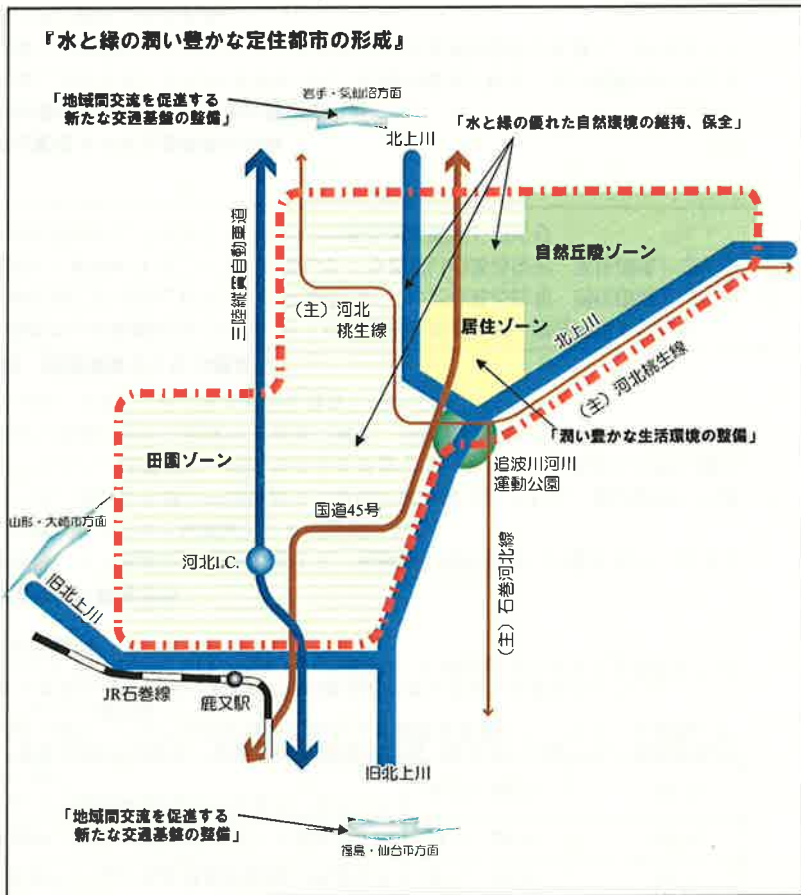 『水と緑の潤い豊かな定住都市の形成』
「地域間交流を促進する
新たな交通基盤の整備」
岩手・気仙沼方面
北上川
「水と緑の優れた自然環境の維持、保全」
三陸縦貫自動車道
自然丘陵ゾーン
（主）河北
桃生線
居住ゾーン
北上川
（主）河北桃生線
「潤い豊かな生活環境の整備」
田園ゾーン
追波川河川
運動公園
国道45号
山形・大崎市方面
河北I.C.
旧北上川
（主）石巻河北線
JR石巻線
鹿又駅
旧北上川
「地域間交流を促進する
新たな交通基盤の整備」
福島・仙台市方面